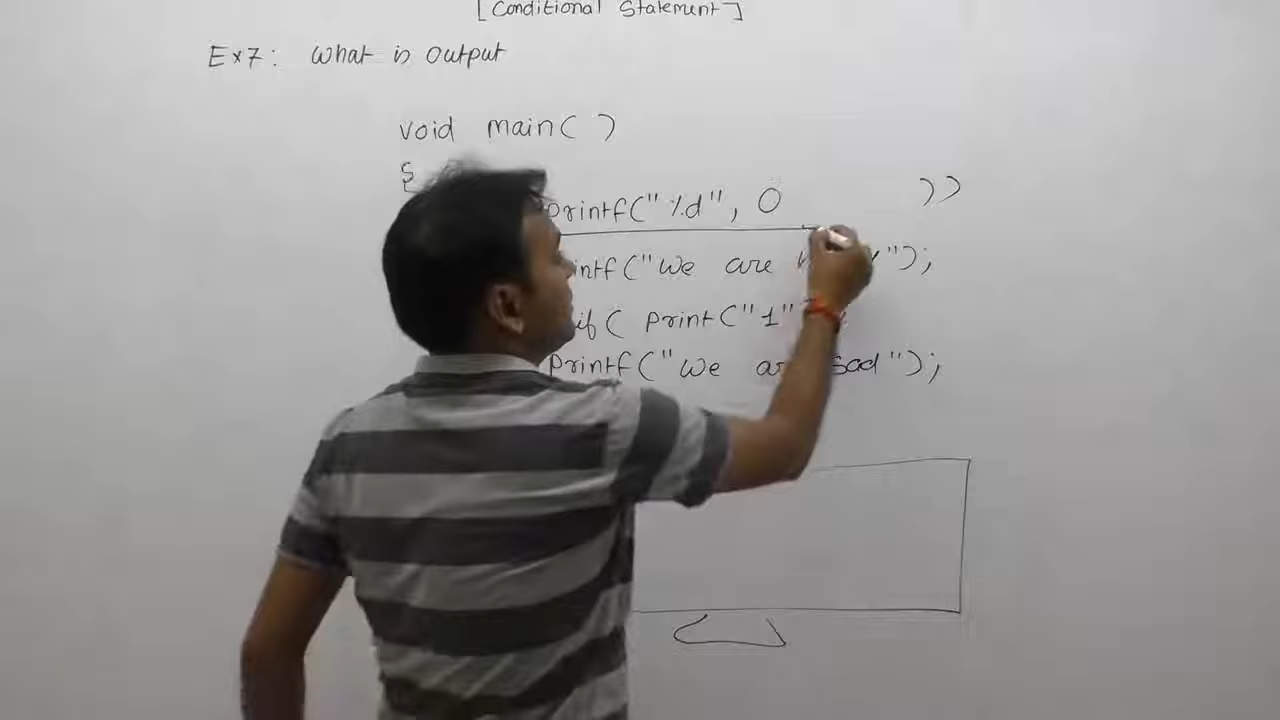 [Conditional Statement]
Ex7: What is Output
void main( )
{
printf("%d", 0 ))
intf("We are y");
if( print("1"
printf("We are sad");